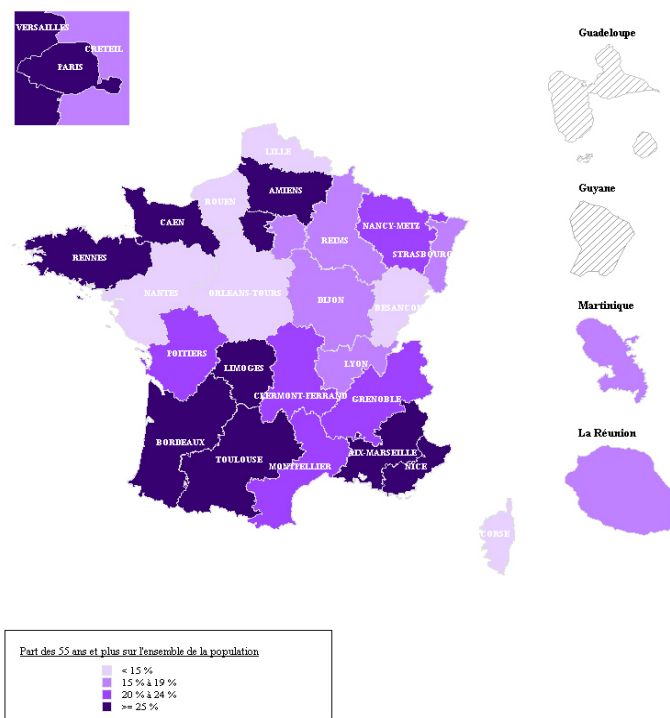 VERSAILLES
CRETEIL
PARIS
Guadeloupe
LILLE
AMIENS
Guyane
ROUEN
CAEN
NANCY-METZ
REIMS
STRASBOURG
RENNES
NANTES
ORLEANS-TOURS
DIJON
BESANCON
Martinique
POITIERS
LIMOGES
LYON
CLERMONT-FERRAND
GRENOBLE
La Réunion
BORDEAUX
TOULOUSE
MONTPELLIER
AIX-MARSEILLE
NICE
CORSE
Part des 55 ans et plus sur l'ensemble de la population
< 15 %
15 % à 19 %
20 % à 24 %
>= 25 %